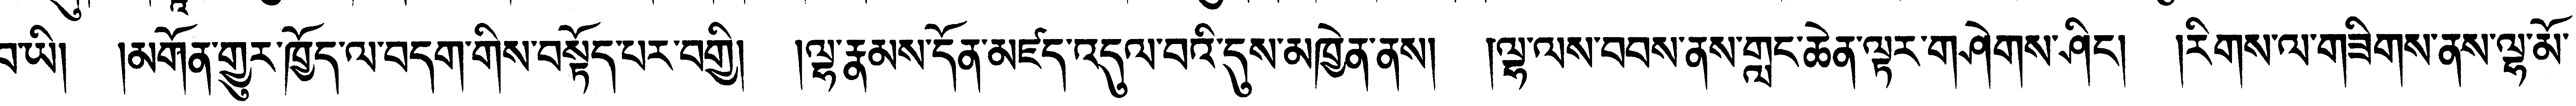 བ་ཡི། །མགོན་གྱུར་ཁྱོད་ལ་བདག་གིས་བསྟོད་པར་བགྱི། །ལྷ་རྣམས་དོན་མཛད་འདུལ་བའི་དུས་མཁྱེན་ནས། །ལྷ་ལས་བབས་ནས་གླང་ཆེན་ལྟར་གཤེགས་ཤིང། །རིགས་ལ་གཟིགས་ནས་ལྷ་མོ་